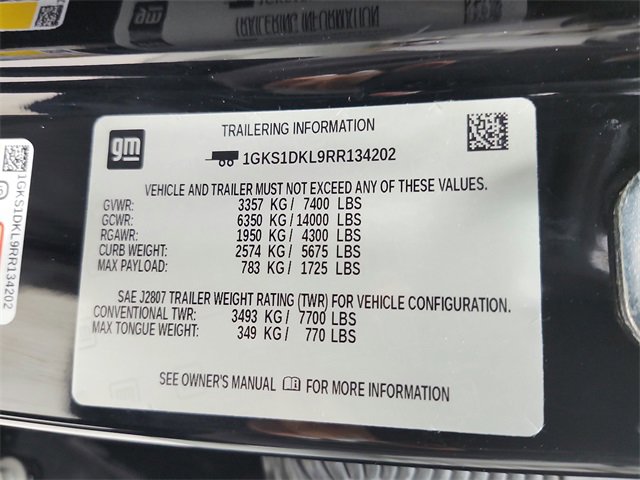 TRAILERING INFORMATION
gm
TRAILERING INFORMATION
1GKS1DKL9RR134202
VEHICLE AND TRAILER MUST NOT EXCEED ANY OF THESE VALUES.
GVWR: 3357 KG / 7400 LBS
GCWR: 6350 KG / 14000 LBS
RGAWR: 1950 KG / 4300 LBS
CURB WEIGHT: 2574 KG / 5675 LBS
MAX PAYLOAD: 783 KG / 1725 LBS
SAE J2807 TRAILER WEIGHT RATING (TWR) FOR VEHICLE CONFIGURATION.
CONVENTIONAL TWR: 3493 KG / 7700 LBS
MAX TONGUE WEIGHT: 349 KG / 770 LBS
SEE OWNER'S MANUAL FOR MORE INFORMATION
1GKS1DKL9RR134202